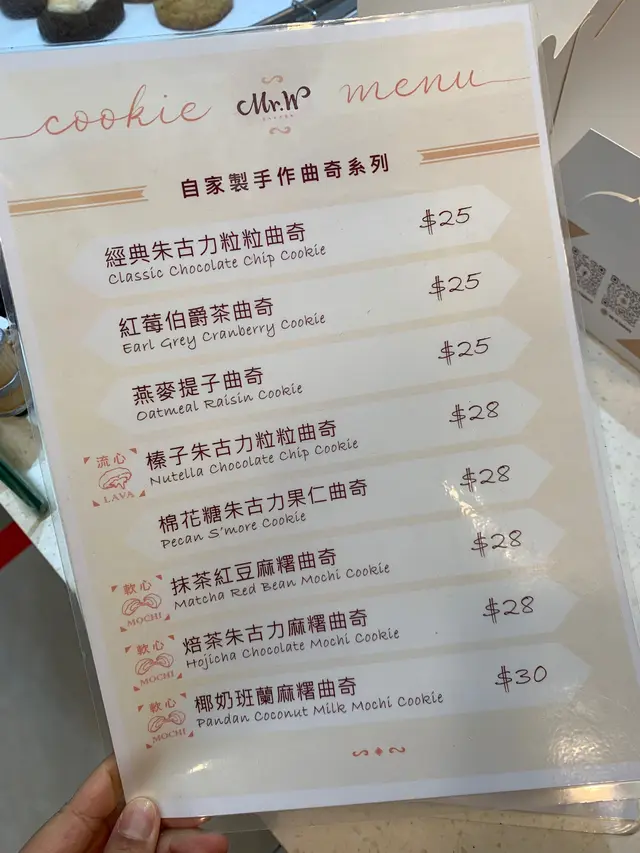 cookie Mr.W menu
自家製手作曲奇系列
經典朱古力粒粒曲奇 $25
Classic Chocolate Chip Cookie
紅莓伯爵茶曲奇 $25
Earl Grey Cranberry Cookie
燕麥提子曲奇 $25
Oatmeal Raisin Cookie
流心
LAVA
榛子朱古力粒粒曲奇 $28
Nutella Chocolate Chip Cookie
棉花糖朱古力果仁曲奇 $28
Pecan S'more Cookie
軟心
MOCHI
抹茶紅豆麻糬曲奇 $28
Matcha Red Bean Mochi Cookie
軟心
MOCHI
焙茶朱古力麻糬曲奇 $28
Hojicha Chocolate Mochi Cookie
軟心
MOCHI
椰奶班蘭麻糬曲奇 $30
Pandan Coconut Milk Mochi Cookie